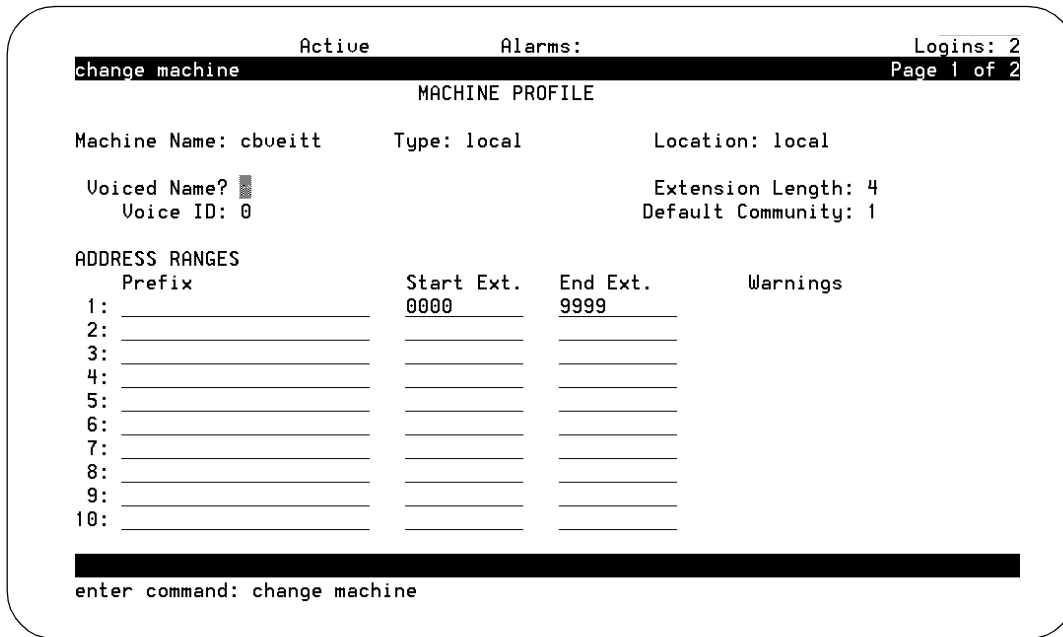 Active Alarms: Logins: 2
change machine Page 1 of 2
MACHINE PROFILE
Machine Name: cbveitt Type: local Location: local
Voiced Name? Extension Length: 4
Voice ID: 0 Default Community: 1
ADDRESS RANGES
Prefix Start Ext. End Ext. Warnings
1: 0000 9999
2:
3:
4:
5:
6:
7:
8:
9:
10:
enter command: change machine